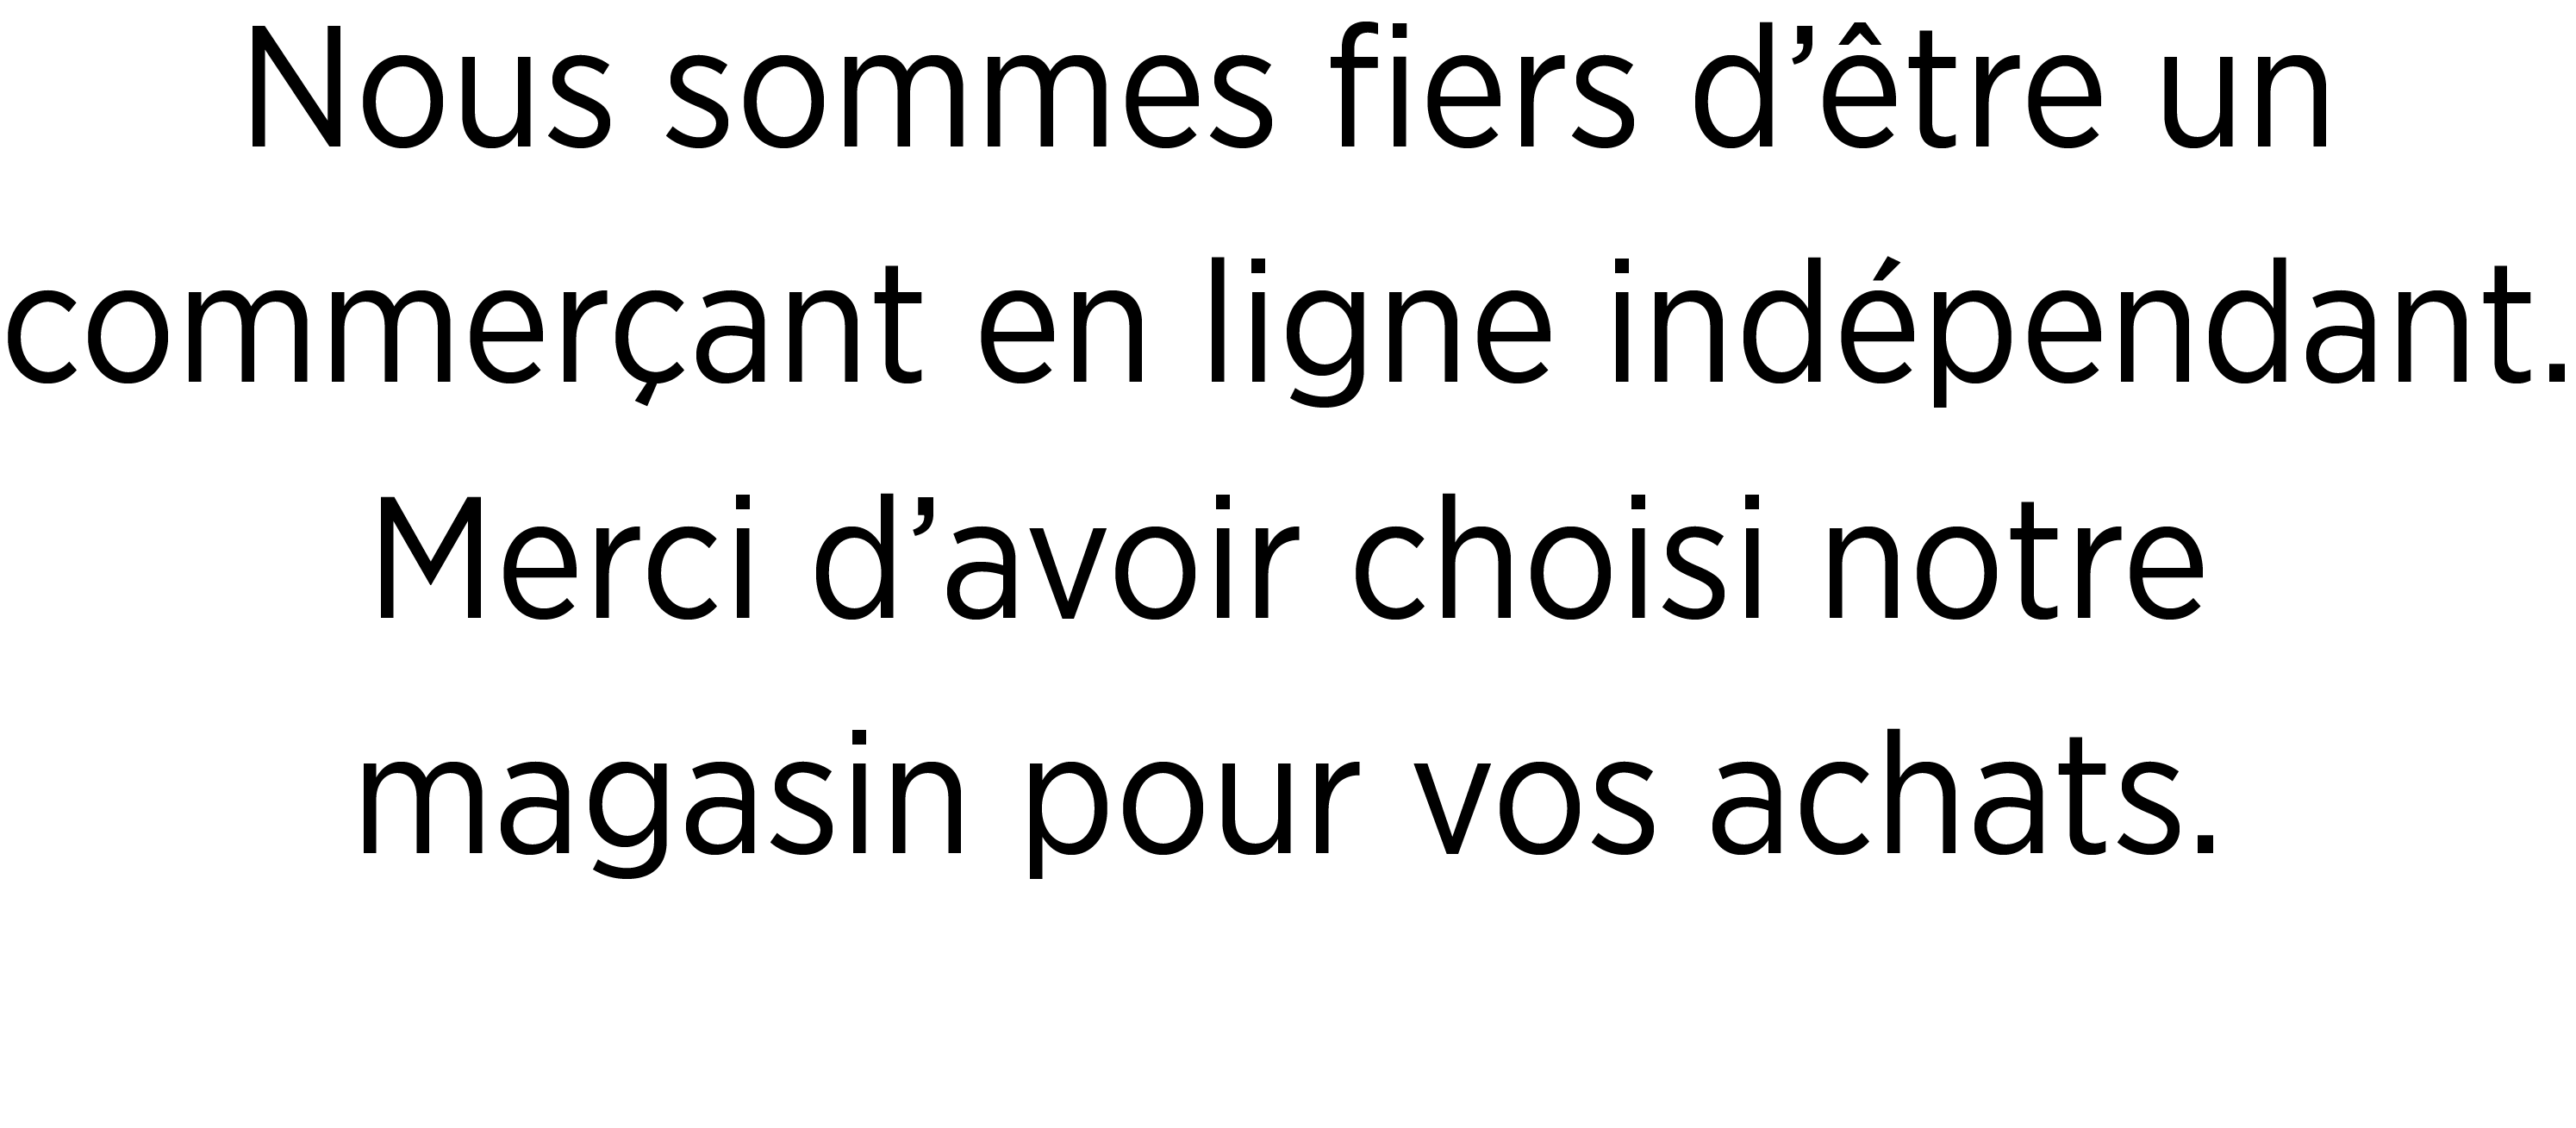 Nous sommes fiers d’être un
commerçant en ligne indépendant.
Merci d’avoir choisi notre
magasin pour vos achats.